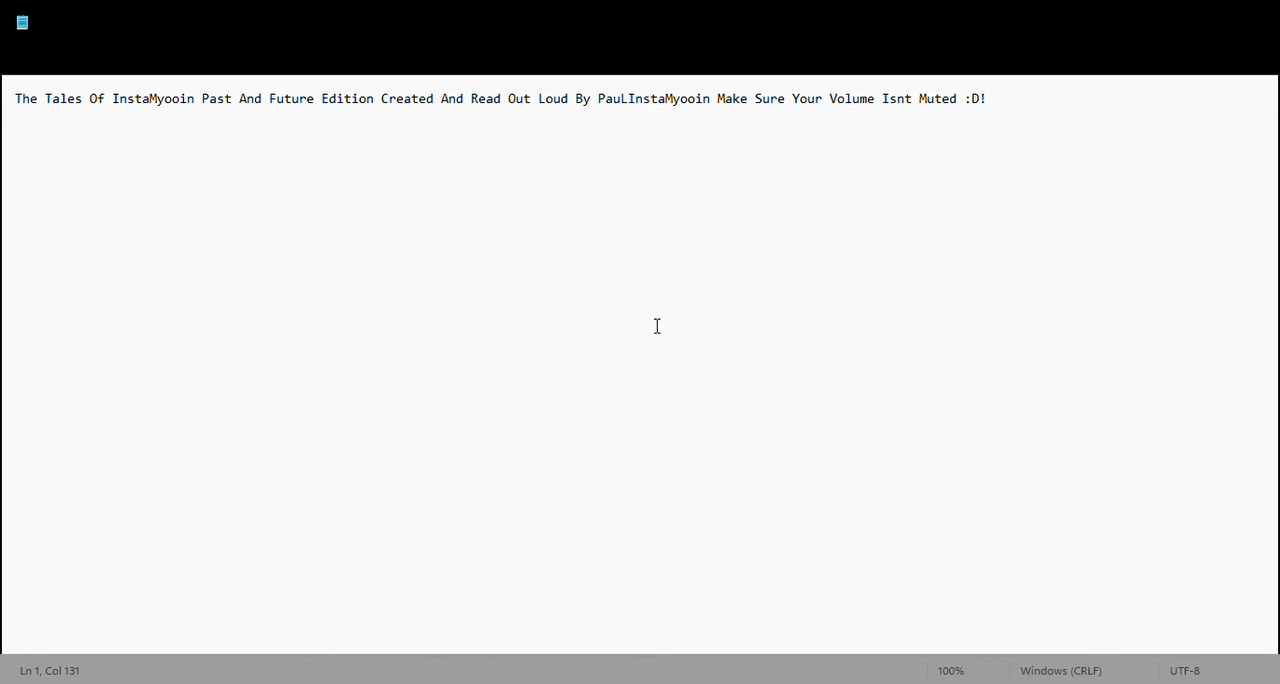 The Tales Of InstaMyooin Past And Future Edition Created And Read Out Loud By PauLInstaMyooin Make Sure Your Volume Isnt Muted :D!
Ln 1, Col 131 100% Windows (CRLF) UTF-8